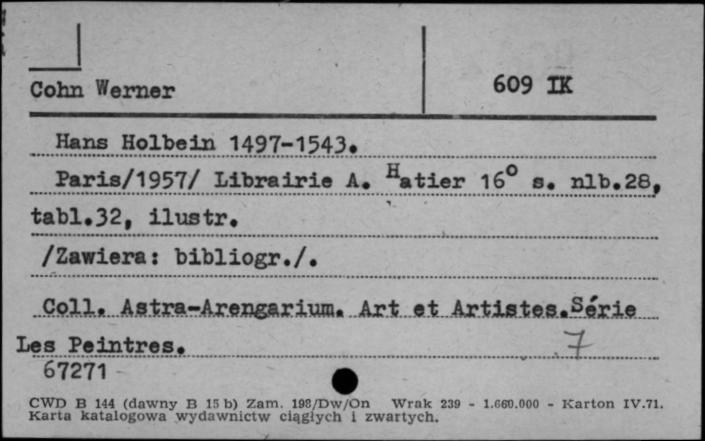 Cohn Werner
609 IK
Hans Holbein 1497-1543.
Paris/1957/ Librairie A. Hatier 16° s. nlb.28,
tabl.32, ilustr.
/Zawiera: bibliogr./.
Coll. Astra-Arengarium. Art et Artistes.Série
Les Peintres. 7
67271
CWD B 144 (dawny B 15 b) Zam. 198/Dw/On Wrak 239 - 1.660.000 - Karton IV.71.
Karta katalogowa wydawnictw ciągłych i zwartych.